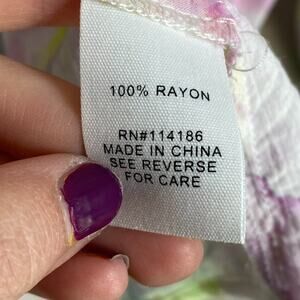 100% RAYON
RN#114186
MADE IN CHINA
SEE REVERSE
FOR CARE